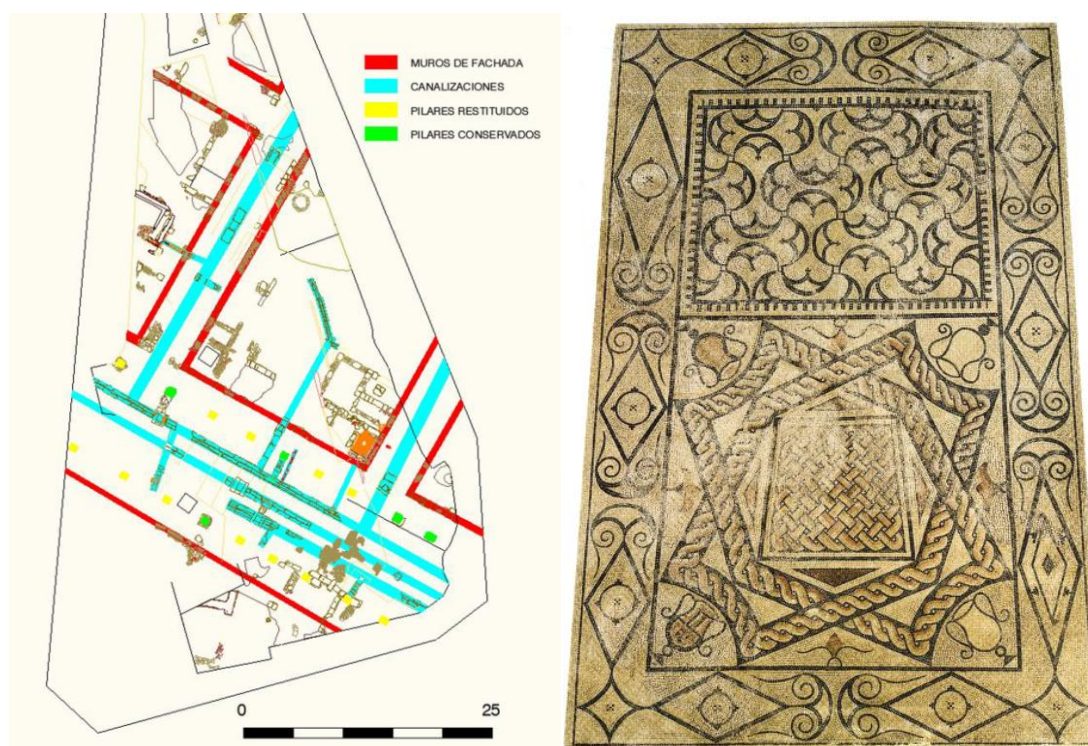 MUROS DE FACHADA
CANALIZACIONES
PILARES RESTITUIDOS
PILARES CONSERVADOS
0 25